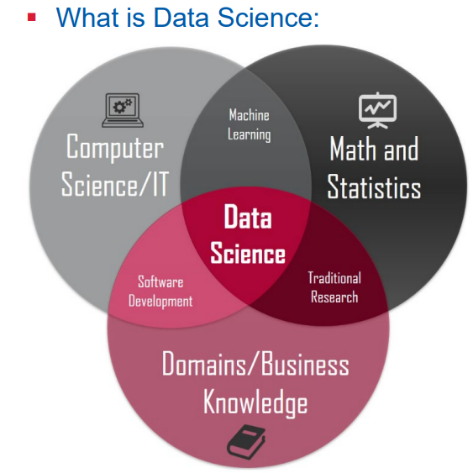 ▪ What is Data Science:
Machine
Learning
Computer
Science/IT
Math and
Statistics
Data
Science
Software
Development
Traditional
Research
Domains/Business
Knowledge